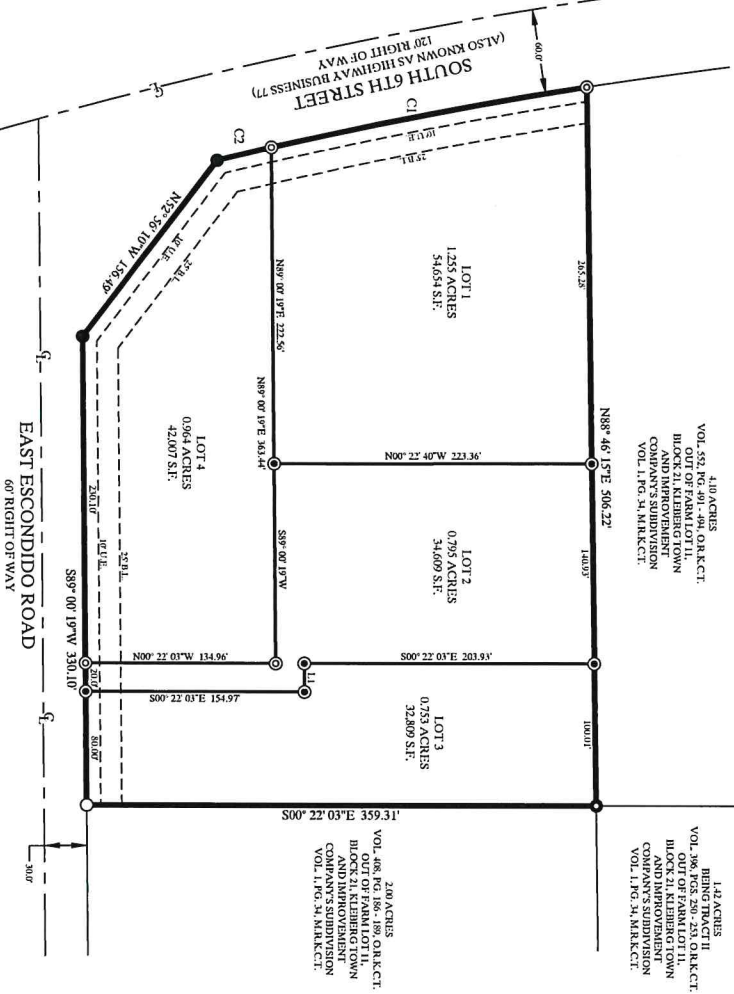 SOUTH 6TH STREET
(ALSO KNOWN AS HIGHWAY BUSINESS 77)
120' RIGHT OF WAY
60.0'
C1
C2
10' U.E.
25' B.L.
N52° 56' 10"W 156.49'
10' U.E.
25' B.L.
LOT 1
1.255 ACRES
54,654 S.F.
265.28'
N88° 46' 15"E 506.22'
140.93'
100.01'
4.10 ACRES
VOL. 552, PG. 491 - 494, O.R.K.C.T.
OUT OF FARM LOT 11,
BLOCK 21, KLEBERG TOWN
AND IMPROVEMENT
COMPANY'S SUBDIVISION
VOL. 1, PG. 34, M.R.K.C.T.
1.42 ACRES
BEING TRACT II
VOL. 396, PGS. 250 - 253, O.R.K.C.T.
OUT OF FARM LOT 11,
BLOCK 21, KLEBERG TOWN
AND IMPROVEMENT
COMPANY'S SUBDIVISION
VOL. 1, PG. 34, M.R.K.C.T.
N89° 00' 19"E 222.56'
N89° 00' 19"E 363.44'
S89° 00' 19"W
N00° 22' 40"W 223.36'
LOT 2
0.795 ACRES
34,609 S.F.
S00° 22' 03"E 203.93'
L1
LOT 3
0.753 ACRES
32,809 S.F.
LOT 4
0.964 ACRES
42,007 S.F.
N00° 22' 03"W 134.96'
S00° 22' 03"E 154.97'
S00° 22' 03"E 359.31'
2.00 ACRES
VOL. 408, PG. 186 - 189, O.R.K.C.T.
OUT OF FARM LOT 11,
BLOCK 21, KLEBERG TOWN
AND IMPROVEMENT
COMPANY'S SUBDIVISION
VOL. 1, PG. 34, M.R.K.C.T.
25' B.L.
10' U.E.
230.10'
20.0'
80.00'
S89° 00' 19"W 330.10'
30.0'
EAST ESCONDIDO ROAD
60' RIGHT OF WAY